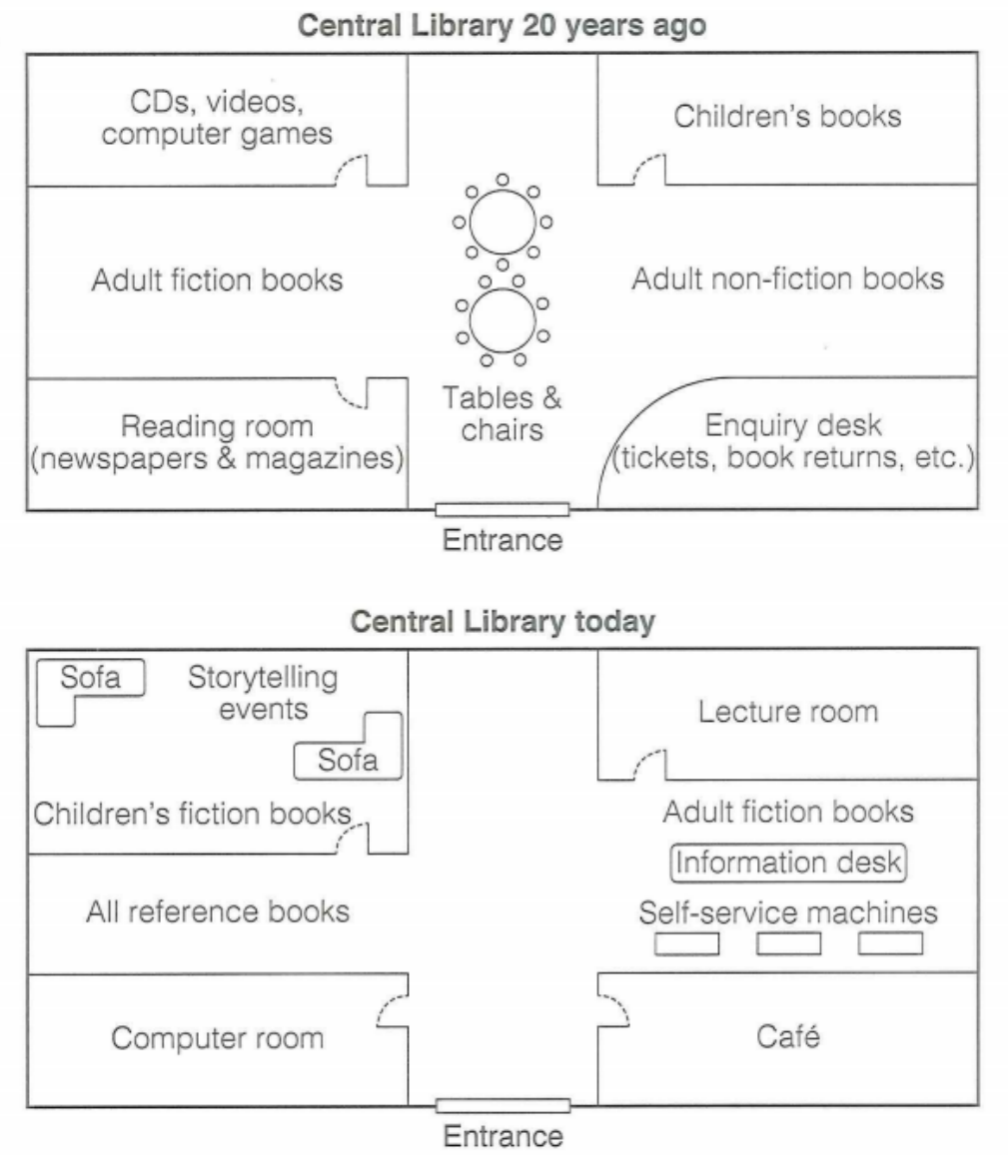 Central Library 20 years ago
CDs, videos,
computer games
Children's books
Adult fiction books
Adult non-fiction books
Tables &
chairs
Reading room
(newspapers & magazines)
Enquiry desk
(tickets, book returns, etc.)
Entrance
Central Library today
Sofa
Storytelling
events
Sofa
Children's fiction books
Lecture room
Adult fiction books
Information desk
All reference books
Self-service machines
Computer room
Café
Entrance